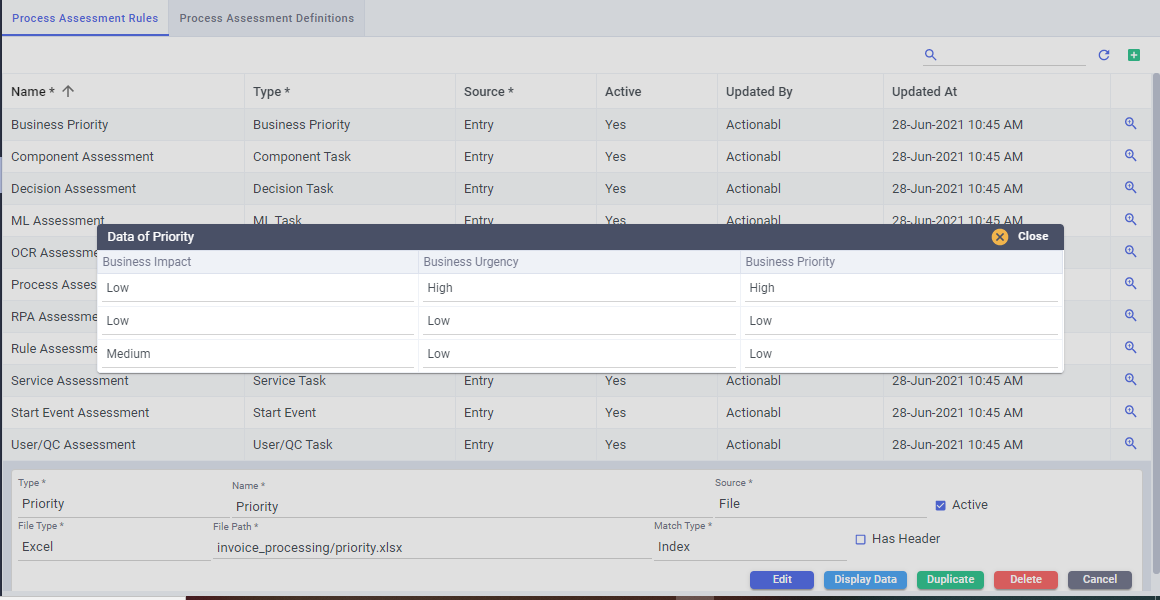 Process Assessment Rules Process Assessment Definitions
Name * Type * Source * Active Updated By Updated At
Business Priority Business Priority Entry Yes Actionabl 28-Jun-2021 10:45 AM
Component Assessment Component Task Entry Yes Actionabl 28-Jun-2021 10:45 AM
Decision Assessment Decision Task Entry Yes Actionabl 28-Jun-2021 10:45 AM
ML Assessment ML Task Entry Yes Actionabl 28-Jun-2021 10:45 AM
Data of Priority Close
OCR Assessme
Business Impact Business Urgency Business Priority
Process Asses
Low High High
RPA Assessme
Low Low Low
Rule Assessme
Medium Low Low
Service Assessment Service Task Entry Yes Actionabl 28-Jun-2021 10:45 AM
Start Event Assessment Start Event Entry Yes Actionabl 28-Jun-2021 10:45 AM
User/QC Assessment User/QC Task Entry Yes Actionabl 28-Jun-2021 10:45 AM
Type * Name * Source *
Priority Priority File Active
File Type * File Path * Match Type *
Excel invoice_processing/priority.xlsx Index Has Header
Edit Display Data Duplicate Delete Cancel